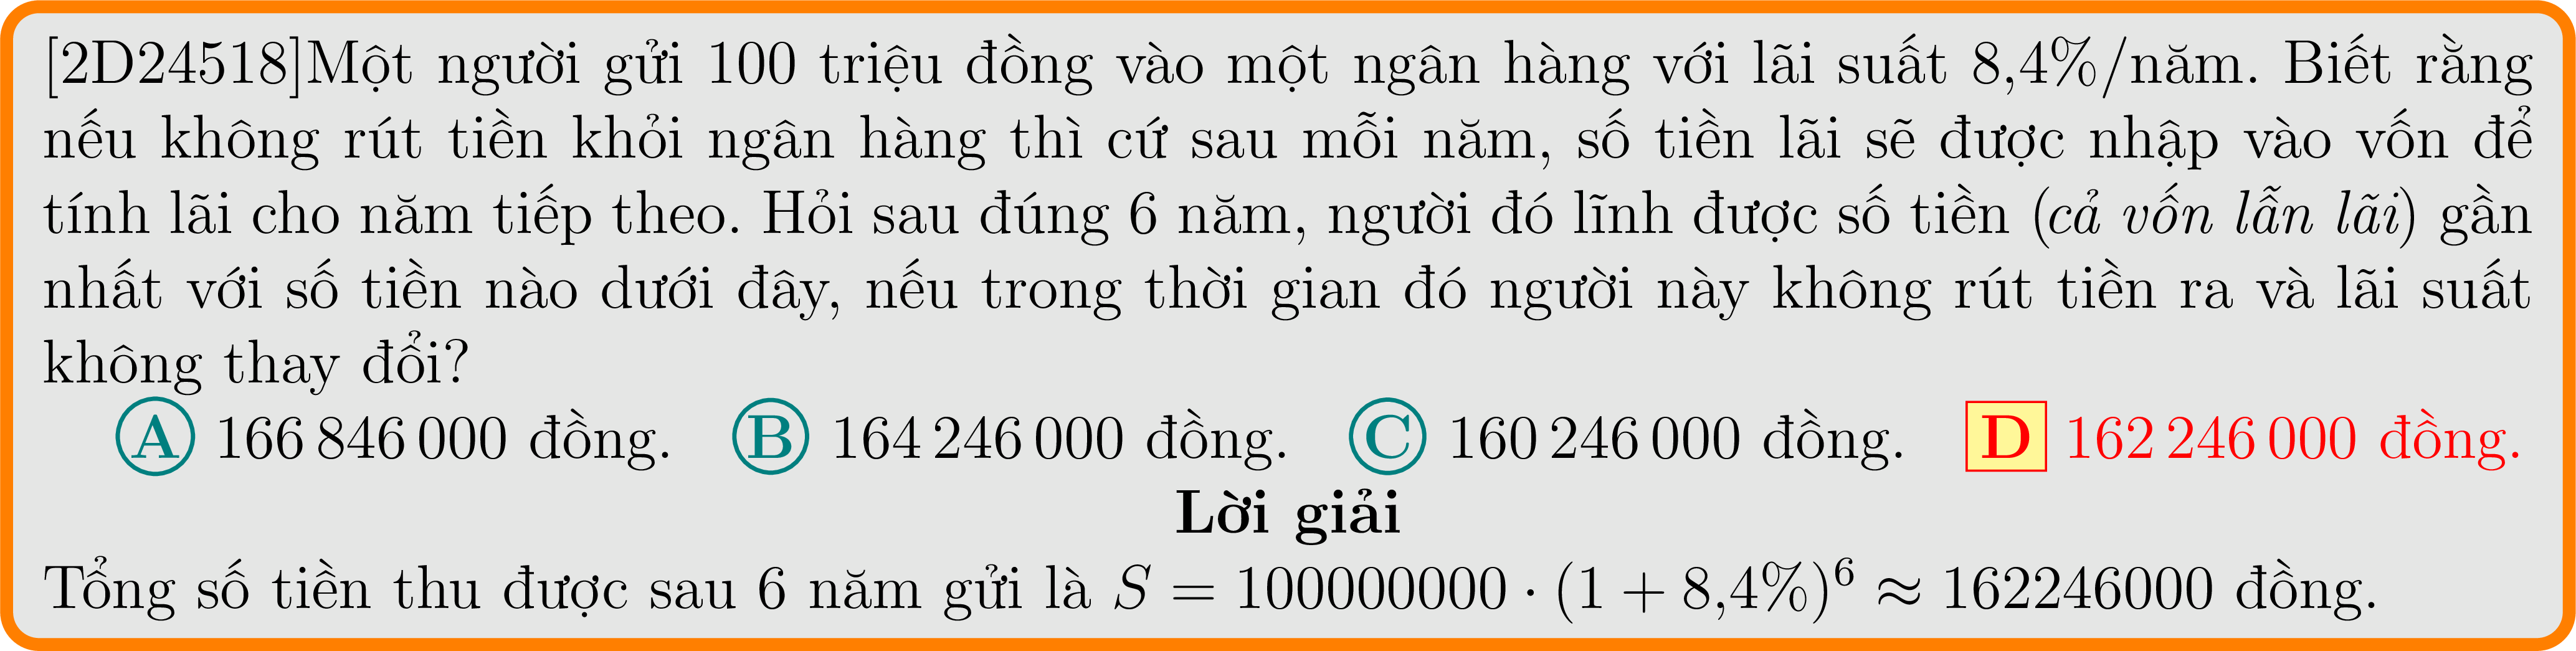 [2D24518]Một người gửi 100 triệu đồng vào một ngân hàng với lãi suất 8,4%/năm. Biết rằng
nếu không rút tiền khỏi ngân hàng thì cứ sau mỗi năm, số tiền lãi sẽ được nhập vào vốn để
tính lãi cho năm tiếp theo. Hỏi sau đúng 6 năm, người đó lĩnh được số tiền (cả vốn lẫn lãi) gần
nhất với số tiền nào dưới đây, nếu trong thời gian đó người này không rút tiền ra và lãi suất
không thay đổi?
A 166 846 000 đồng. B 164 246 000 đồng. C 160 246 000 đồng. D 162 246 000 đồng.
Lời giải
Tổng số tiền thu được sau 6 năm gửi là S = 100000000 · (1 + 8,4%)⁶ ≈ 162246000 đồng.